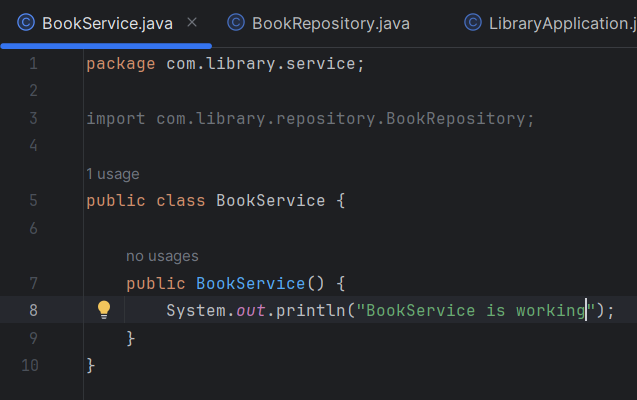 BookService.java BookRepository.java LibraryApplication.j
1 package com.library.service;
2
3 import com.library.repository.BookRepository;
4
1 usage
5 public class BookService {
6
no usages
7 public BookService() {
8 System.out.println("BookService is working");
9 }
10 }